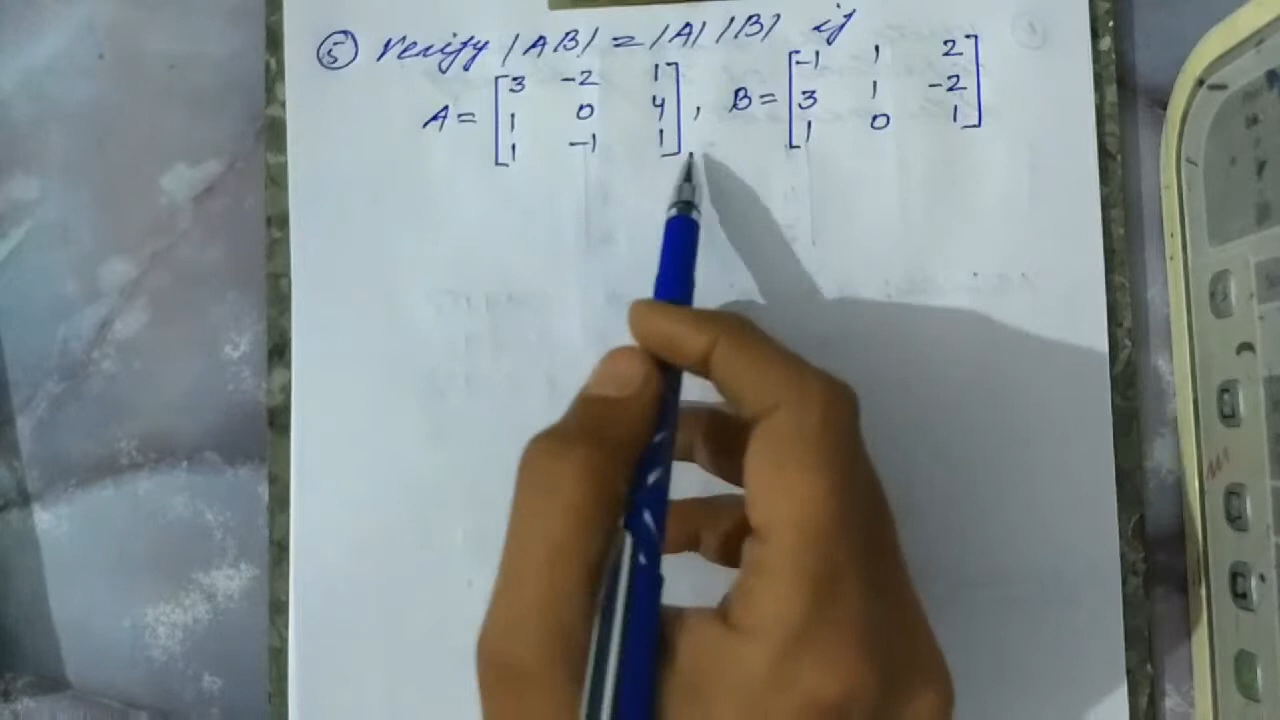 ⑤ Verify |AB| = |A| |B| if
A = [3 -2 1; 1 0 4; 1 -1 1], B = [-1 1 2; 3 1 -2; 1 0 1]